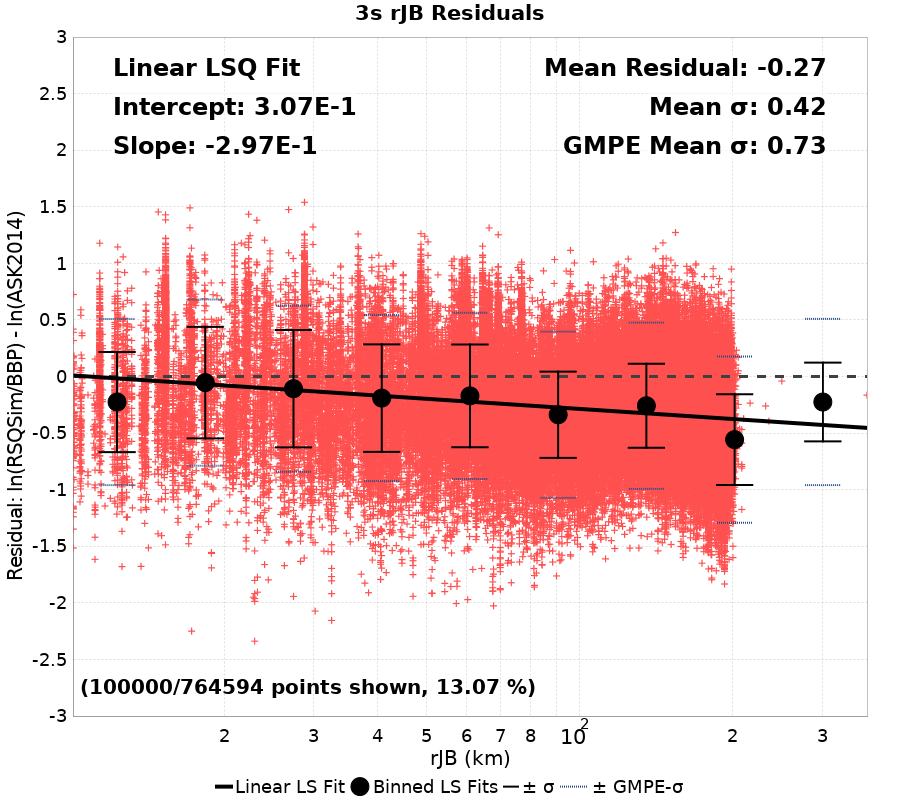 3s rJB Residuals
Linear LSQ Fit
Intercept: 3.07E-1
Slope: -2.97E-1
Mean Residual: -0.27
Mean σ: 0.42
GMPE Mean σ: 0.73
Residual: ln(RSQSim/BBP) - ln(ASK2014)
3
2.5
2
1.5
1
0.5
0
-0.5
-1
-1.5
-2
-2.5
-3
(100000/764594 points shown, 13.07 %)
2 3 4 5 6 7 8 10² 2 3
rJB (km)
Linear LS Fit Binned LS Fits ± σ ± GMPE-σ